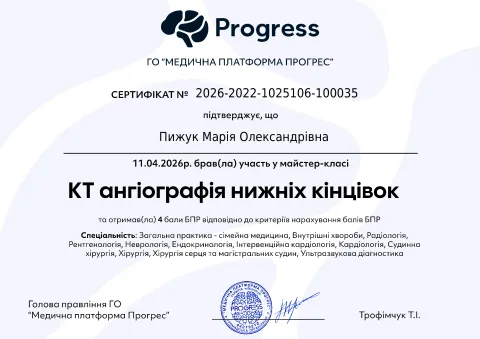 Progress
ГО “МЕДИЧНА ПЛАТФОРМА ПРОГРЕС”
СЕРТИФІКАТ № 2026-2022-1025106-100035
підтверджує, що
Пижук Марія Олександрівна
11.04.2026р. брав(ла) участь у майстер-класі
КТ ангіографія нижніх кінцівок
та отримав(ла) 4 бали БПР відповідно до критеріїв нарахування балів БПР
Спеціальність: Загальна практика - сімейна медицина, Внутрішні хвороби, Радіологія,
Рентгенологія, Неврологія, Ендокринологія, Інтервенційна кардіологія, Кардіологія, Судинна
хірургія, Хірургія, Хірургія серця та магістральних судин, Ультразвукова діагностика
Голова правління ГО
“Медична платформа Прогрес”
Трофімчук Т.І.